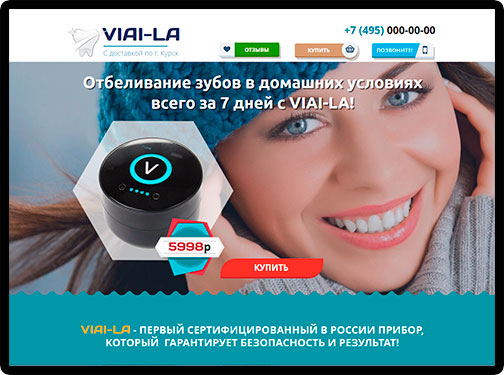 VIAI-LA
С доставкой по г. Курск
+7 (495) 000-00-00
ОТЗЫВЫ
КУПИТЬ
ПОЗВОНИТЬ!
Отбеливание зубов в домашних условиях
всего за 7 дней с VIAI-LA!
V
5998р
КУПИТЬ
VIAI-LA - ПЕРВЫЙ СЕРТИФИЦИРОВАННЫЙ В РОССИИ ПРИБОР,
КОТОРЫЙ ГАРАНТИРУЕТ БЕЗОПАСНОСТЬ И РЕЗУЛЬТАТ!